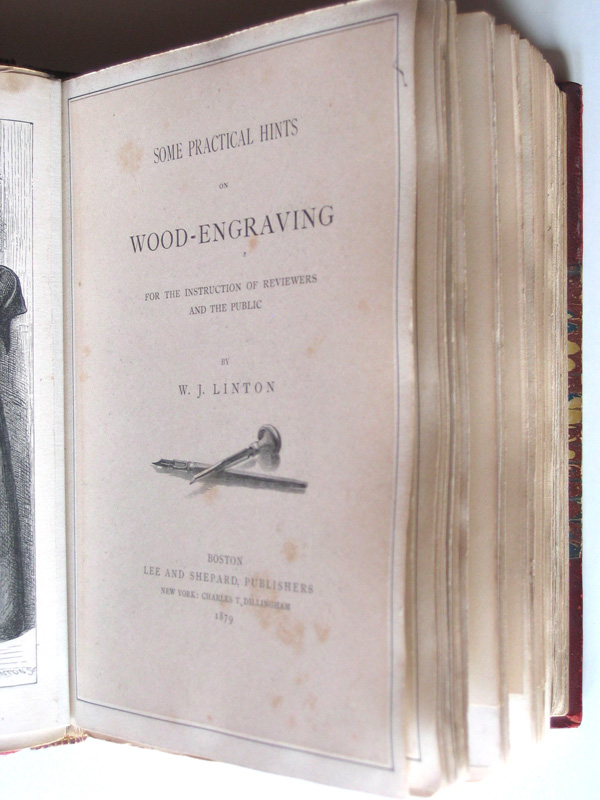 SOME PRACTICAL HINTS
ON
WOOD-ENGRAVING
FOR THE INSTRUCTION OF REVIEWERS
AND THE PUBLIC
BY
W. J. LINTON
BOSTON
LEE AND SHEPARD, PUBLISHERS
NEW YORK: CHARLES T. DILLINGHAM
1879